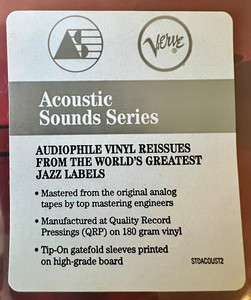 AS
Verve
Acoustic
Sounds Series
AUDIOPHILE VINYL REISSUES
FROM THE WORLD'S GREATEST
JAZZ LABELS
• Mastered from the original analog
tapes by top mastering engineers
• Manufactured at Quality Record
Pressings (QRP) on 180 gram vinyl
• Tip-On gatefold sleeves printed
on high-grade board
STDACOUST2